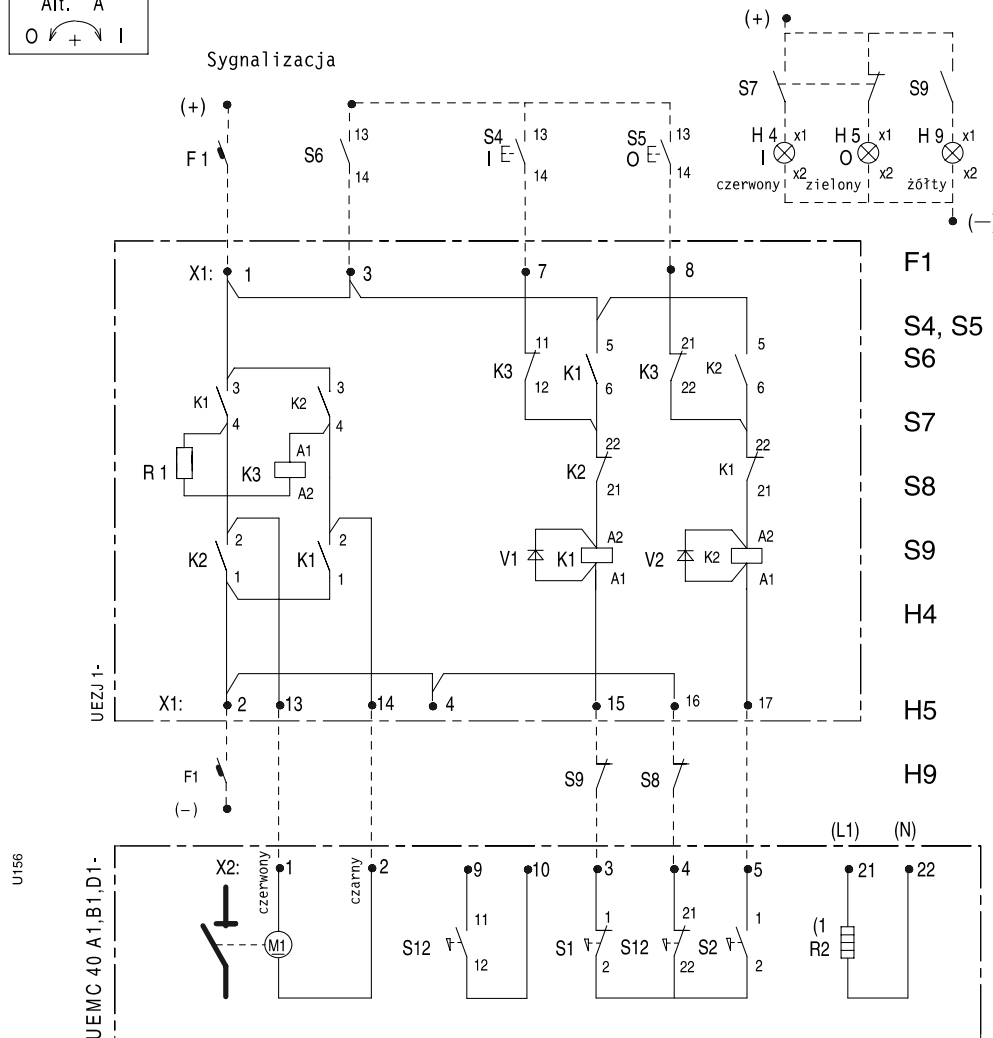 Alt. A
O + I
Sygnalizacja
(+)
F1
S6
13
14
S4
I
13
14
S5
O
13
14
(+)
S7
S9
H 4
x1
I
x2
czerwony
H 5
x1
O
x2
zielony
H 9
x1
x2
żółty
(—)
X1:
1
3
7
8
F1
S4, S5
S6
S7
S8
S9
H4
H5
H9
K3
11
12
K1
5
6
K3
21
22
K2
5
6
K1
3
4
K2
3
4
R 1
K3
A1
A2
K2
22
21
K1
22
21
K2
2
1
K1
2
1
V1
K1
A2
A1
V2
K2
A2
A1
UEZJ 1-
X1:
2
13
14
4
15
16
17
F1
(–)
S9
S8
(L1)
(N)
U156
UEMC 40 A1,B1,D1-
X2:
czerwony
1
czarny
2
9
10
3
4
5
21
22
M1
S12
11
12
S1
1
2
S12
21
22
S2
1
2
(1
R2